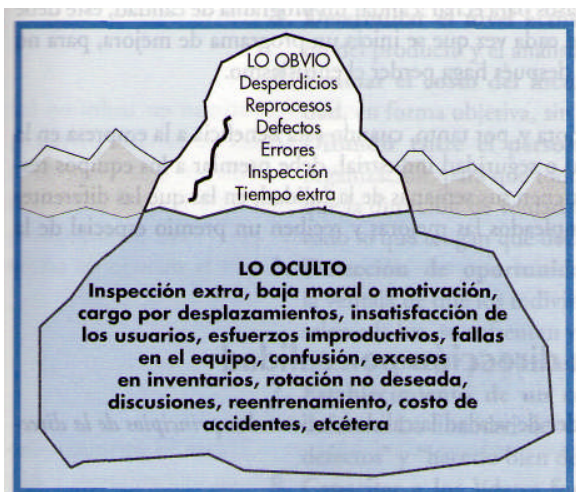 LO OBVIO
Desperdicios
Reprocesos
Defectos
Errores
Inspección
Tiempo extra
LO OCULTO
Inspección extra, baja moral o motivación,
cargo por desplazamientos, insatisfacción de
los usuarios, esfuerzos improductivos, fallas
en el equipo, confusión, excesos
en inventarios, rotación no deseada,
discusiones, reentrenamiento, costo de
accidentes, etcétera